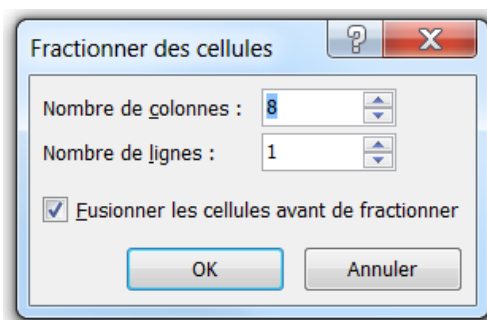 Fractionner des cellules
Nombre de colonnes : 8
Nombre de lignes : 1
Fusionner les cellules avant de fractionner
OK Annuler